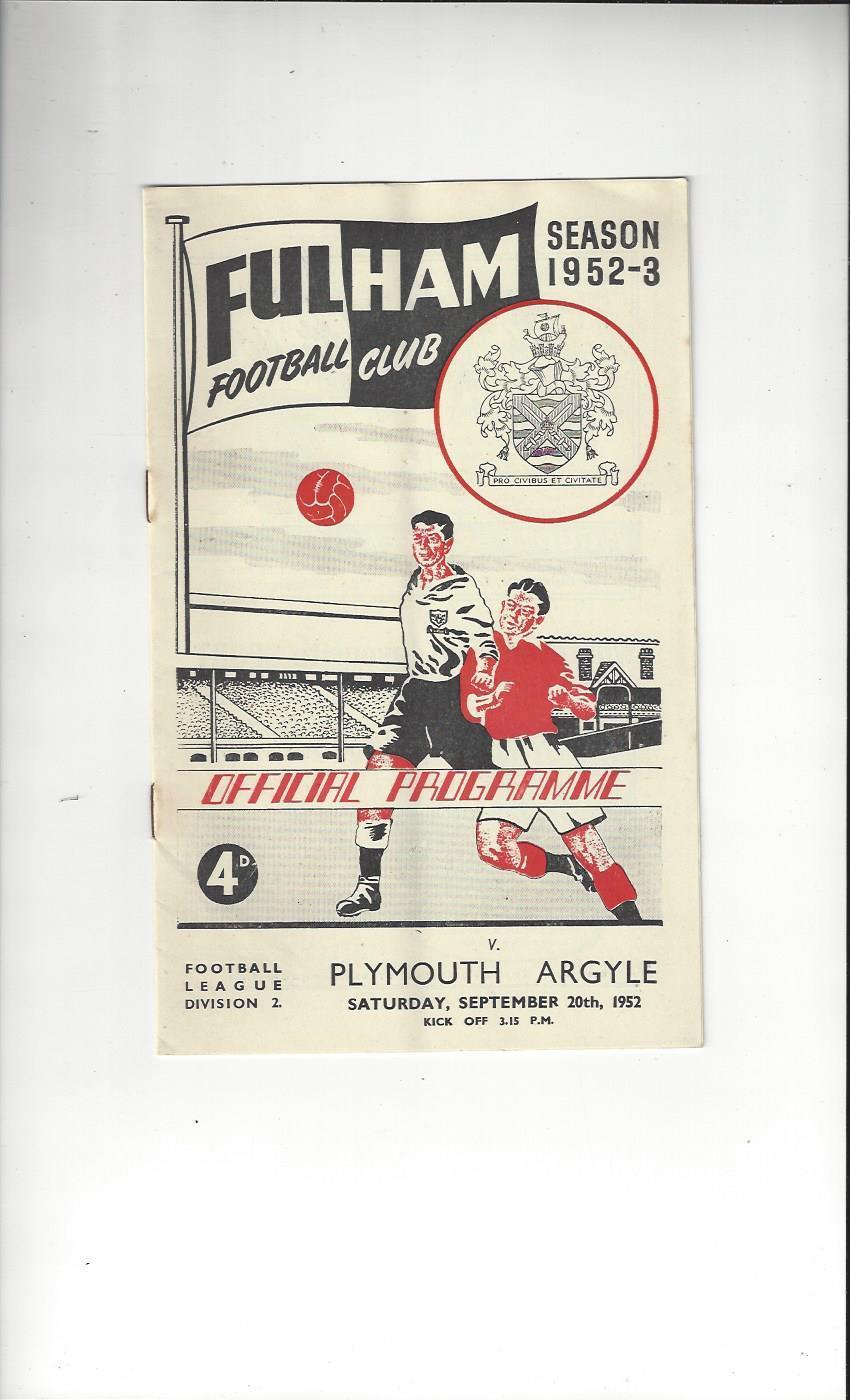 FULHAM
FOOTBALL CLUB
SEASON
1952-3
PRO CIVIBUS ET CIVITATE
OFFICIAL PROGRAMME
4D.
V.
FOOTBALL
LEAGUE
DIVISION 2.
PLYMOUTH ARGYLE
SATURDAY, SEPTEMBER 20th, 1952
KICK OFF 3.15 P.M.